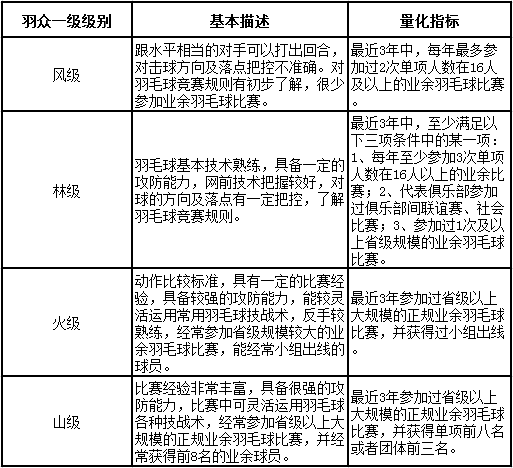 羽众一级级别
基本描述
量化指标
风级
跟水平相当的对手可以打出回合，
对击球方向及落点把控不准确。对
羽毛球竞赛规则有初步了解，很少
参加业余羽毛球比赛。
最近3年中，每年最多参
加过2次单项人数在16人
及以上的业余羽毛球比赛
。
林级
羽毛球基本技术熟练，具备一定的
攻防能力，网前技术把握较好，对
球的方向及落点有一定把控，了解
羽毛球竞赛规则。
最近3年中，至少满足以
下三项条件中的某一项：
1、每年至少参加3次单项
人数在16人以上的业余比
赛；2、代表俱乐部参加
过俱乐部间联谊赛、社会
比赛；3、参加过1次及以
上省级规模的业余羽毛球
比赛。
火级
动作比较标准，具有一定的比赛经
验，具备较强的攻防能力，能较灵
活运用常用羽毛球技战术，反手较
熟练，经常参加省级规模较大的业
余羽毛球比赛，能经常小组出线的
球员。
最近3年参加过省级以上
大规模的正规业余羽毛球
比赛，并获得过小组出线
。
山级
比赛经验非常丰富，具备很强的攻
防能力，比赛中可灵活运用羽毛球
各种技战术，经常参加省级以上大
规模的正规业余羽毛球比赛，并经
常获得前8名的业余球员。
最近3年参加过省级以上
大规模的正规业余羽毛球
比赛，并获得单项前八名
或者团体前三名。